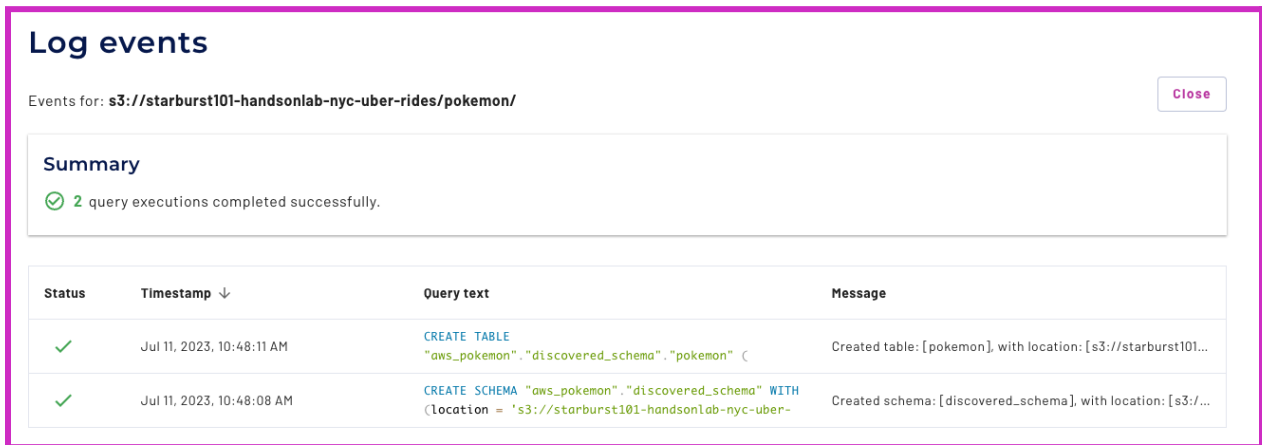 Log events
Events for: s3://starburst101-handsonlab-nyc-uber-rides/pokemon/
Close
Summary
2 query executions completed successfully.
Status Timestamp ↓ Query text Message
Jul 11, 2023, 10:48:11 AM
CREATE TABLE
"aws_pokemon"."discovered_schema"."pokemon" (
Created table: [pokemon], with location: [s3://starburst101...
Jul 11, 2023, 10:48:08 AM
CREATE SCHEMA "aws_pokemon"."discovered_schema" WITH
(location = 's3://starburst101-handsonlab-nyc-uber-
Created schema: [discovered_schema], with location: [s3:/...